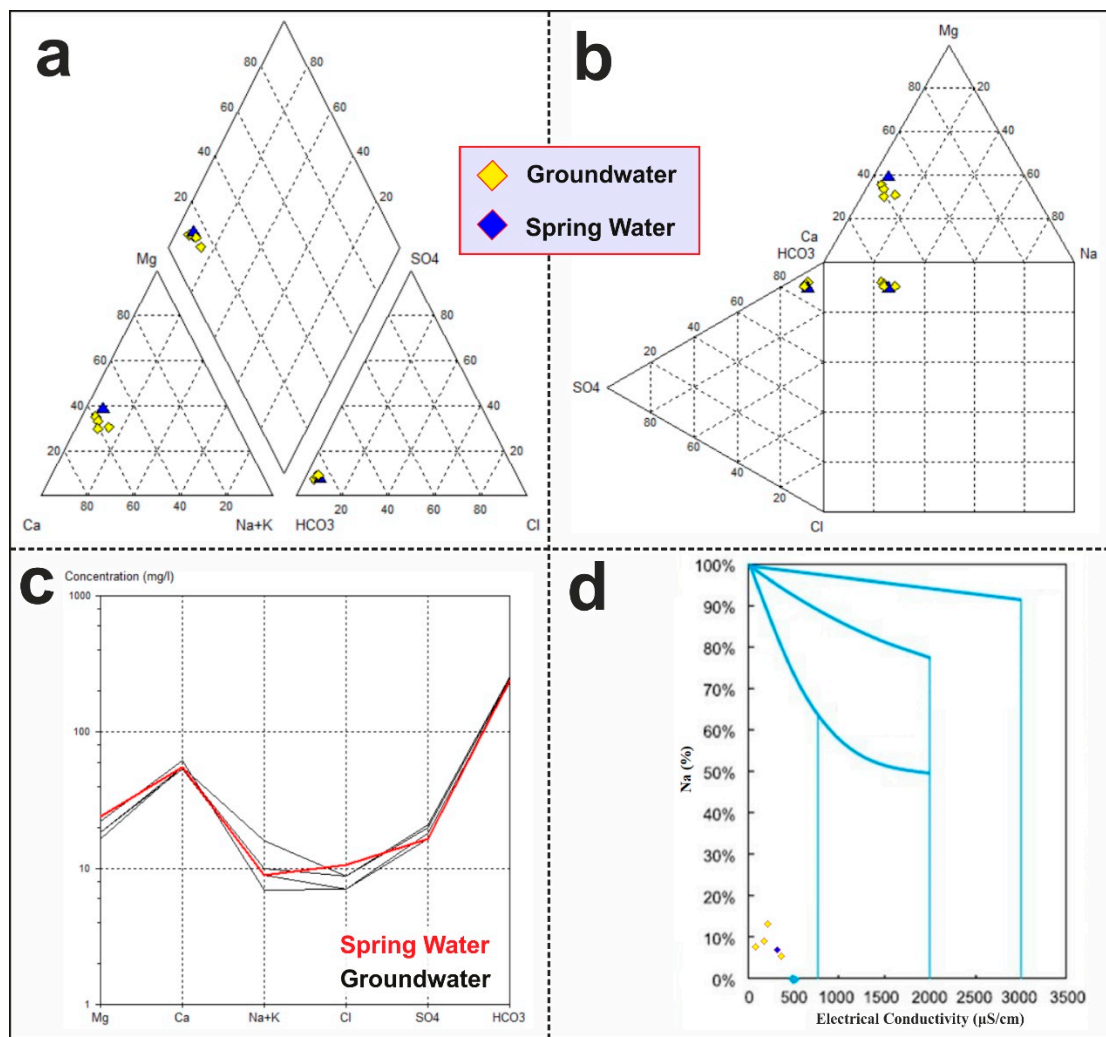 a
80 80
60 60
40 40
20 20
Mg SO4
80 80
60 60
40 40
20 20
80 60 40 20
20 40 60 80
Ca Na+K HCO3 Cl
b
Mg
80 20
60 40
40 60
20 80
Ca
HCO3 Na
80
60
40
20
SO4
20
40
60
80
80
60
40
20
Cl
Groundwater
Spring Water
c
Concentration (mg/l)
1000
100
10
1
Mg Ca Na+K Cl SO4 HCO3
Spring Water
Groundwater
d
100%
90%
80%
70%
60%
50%
40%
30%
20%
10%
0%
Na (%)
0 500 1000 1500 2000 2500 3000 3500
Electrical Conductivity (µS/cm)